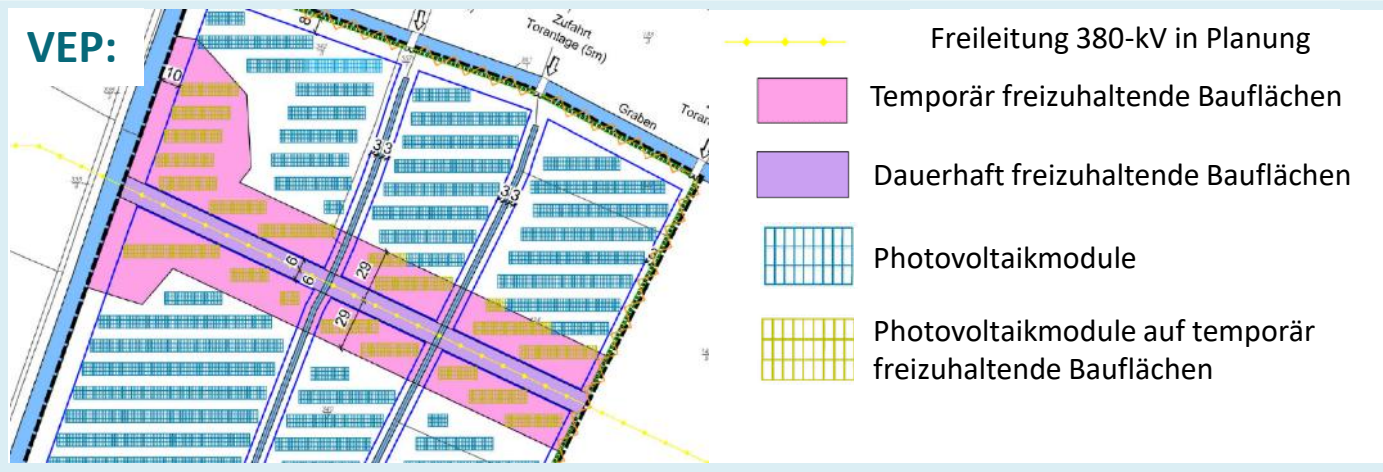 VEP:
Zufahrt
Toranlage (5m)
8
10
Graben
3 3
3 3
6
6
29
29
3
Freileitung 380-kV in Planung
Temporär freizuhaltende Bauflächen
Dauerhaft freizuhaltende Bauflächen
Photovoltaikmodule
Photovoltaikmodule auf temporär
freizuhaltende Bauflächen